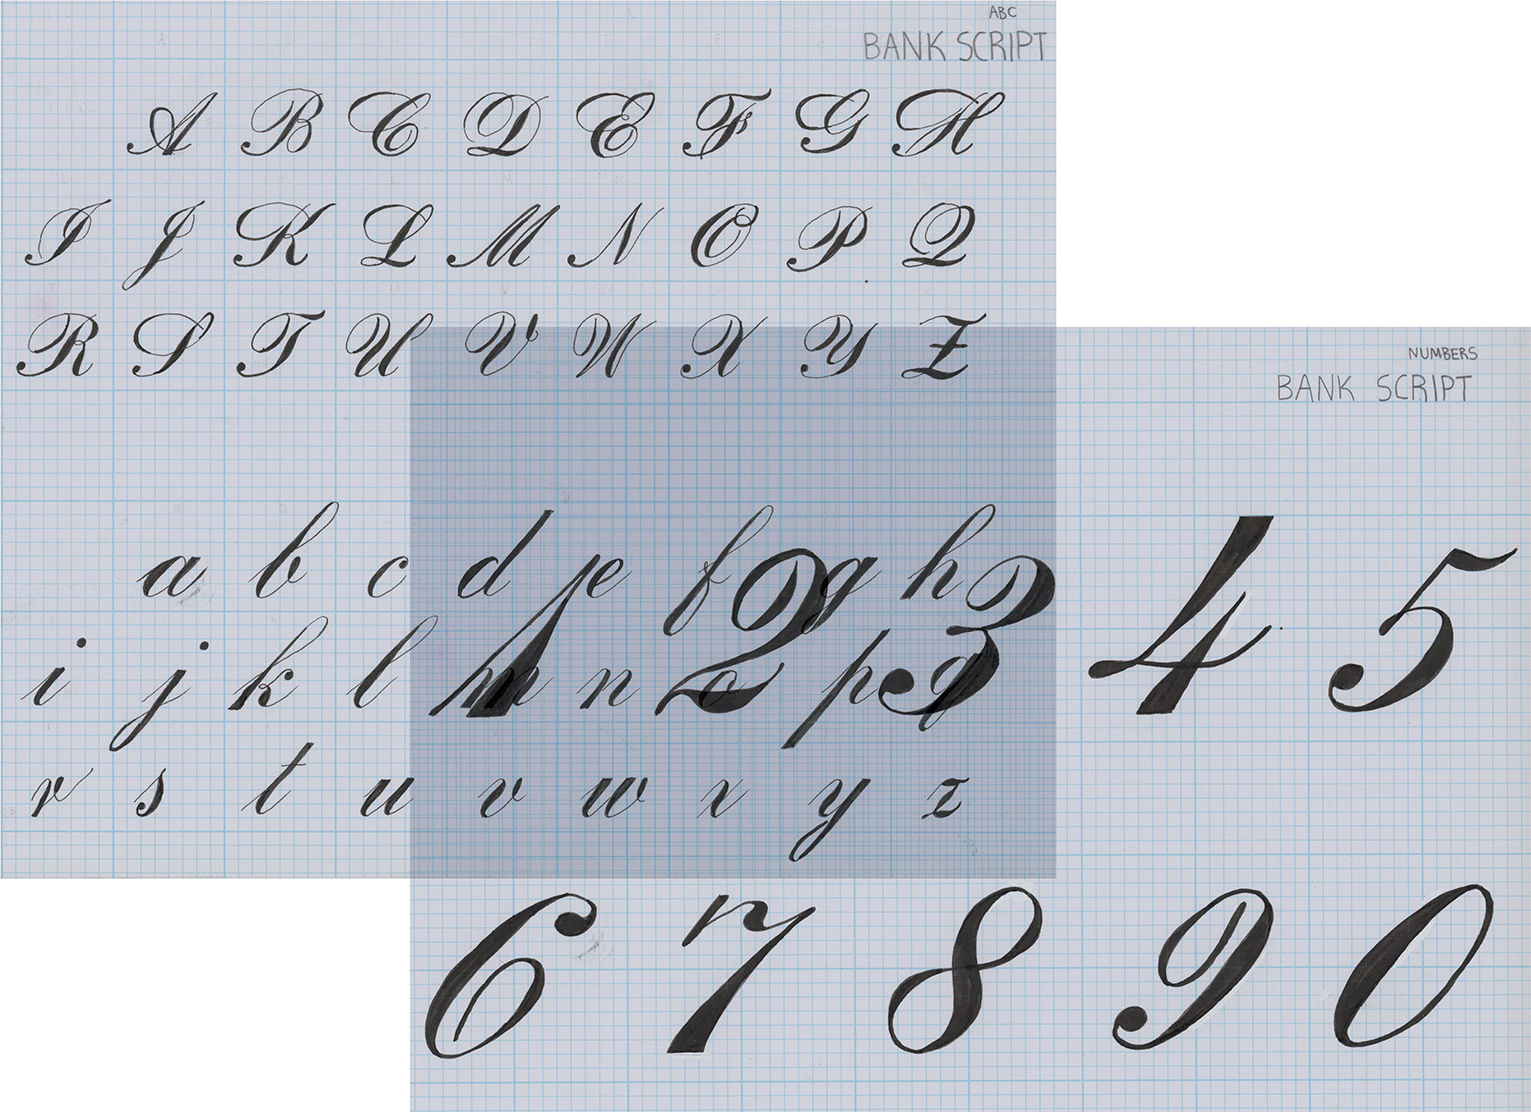 ABC
BANK SCRIPT
A B C D E F G H
I J K L M N O P Q
R S T U V W X Y Z
a b c d e f g h
i j k l m n o p q
r s t u v w x y z
NUMBERS
BANK SCRIPT
1 2 3 4 5
6 7 8 9 0